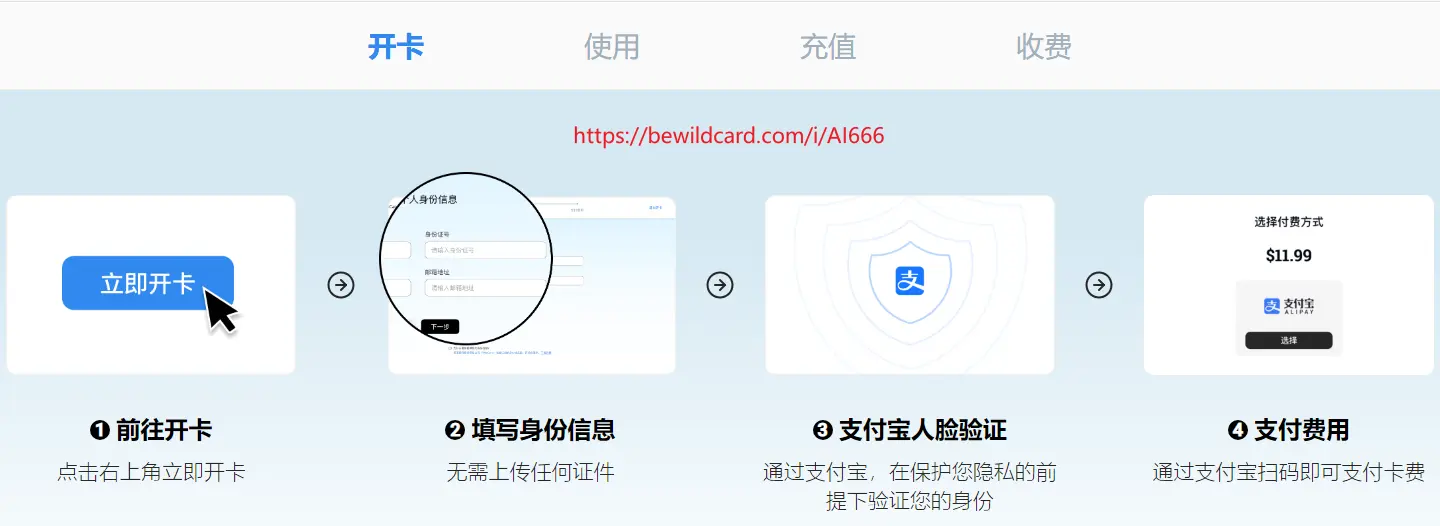 开卡 使用 充值 收费
https://bewildcard.com/i/AI666
个人身份信息
身份证号
请输入身份证号
邮箱地址
请输入邮箱地址
下一步
立即开卡
支
选择付费方式
$11.99
支付宝
ALIPAY
选择
❶ 前往开卡
点击右上角立即开卡
❷ 填写身份信息
无需上传任何证件
❸ 支付宝人脸验证
通过支付宝，在保护您隐私的前
提下验证您的身份
❹ 支付费用
通过支付宝扫码即可支付卡费